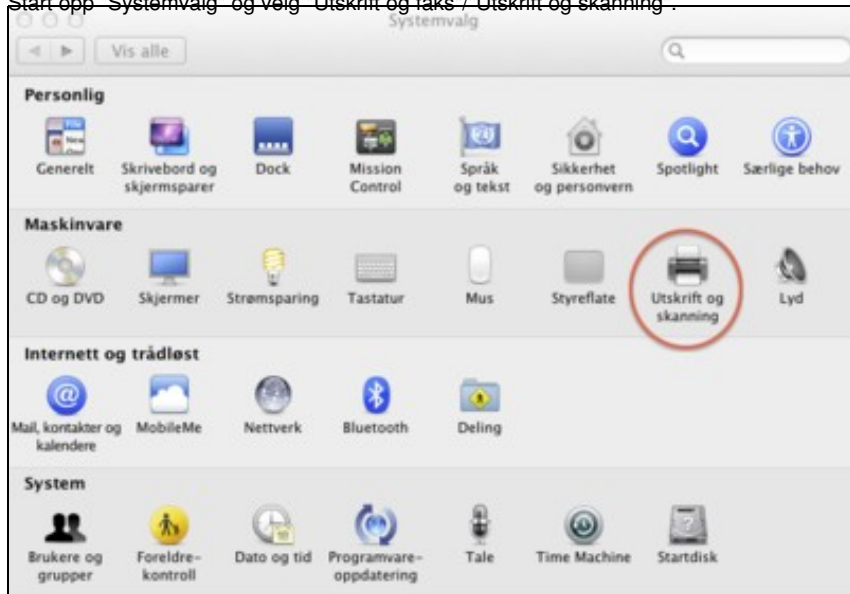 Start opp "Systemvalg" og velg "Utskrift og faks"/"Utskrift og skanning".
Systemvalg
Vis alle
Personlig
Generelt
Skrivebord og skjermsparer
Dock
Mission Control
Språk og tekst
Sikkerhet og personvern
Spotlight
Særlige behov
Maskinvare
CD og DVD
Skjermer
Strømsparing
Tastatur
Mus
Styreflate
Utskrift og skanning
Lyd
Internett og trådløst
Mail, kontakter og kalendere
MobileMe
Nettverk
Bluetooth
Deling
System
Brukere og grupper
Foreldre-kontroll
Dato og tid
Programvare-oppdatering
Tale
Time Machine
Startdisk